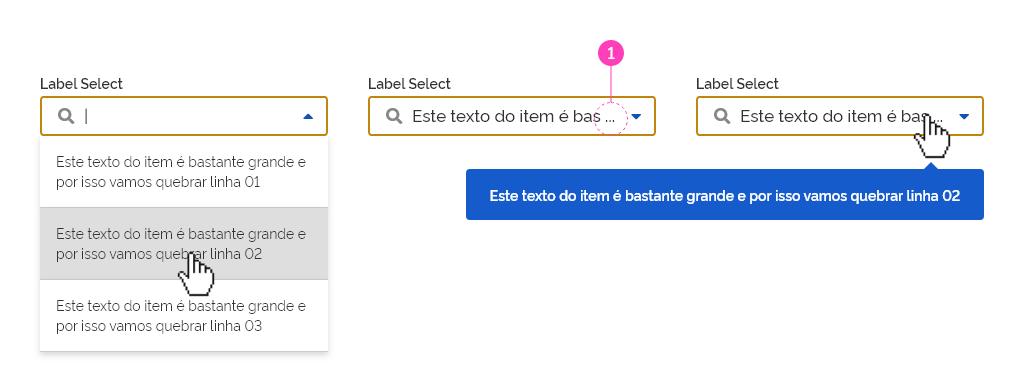 1
Label Select
Label Select
Label Select
Este texto do item é bas ...
Este texto do item é bas ...
Este texto do item é bastante grande e
por isso vamos quebrar linha 01
Este texto do item é bastante grande e
por isso vamos quebrar linha 02
Este texto do item é bastante grande e
por isso vamos quebrar linha 03
Este texto do item é bastante grande e por isso vamos quebrar linha 02